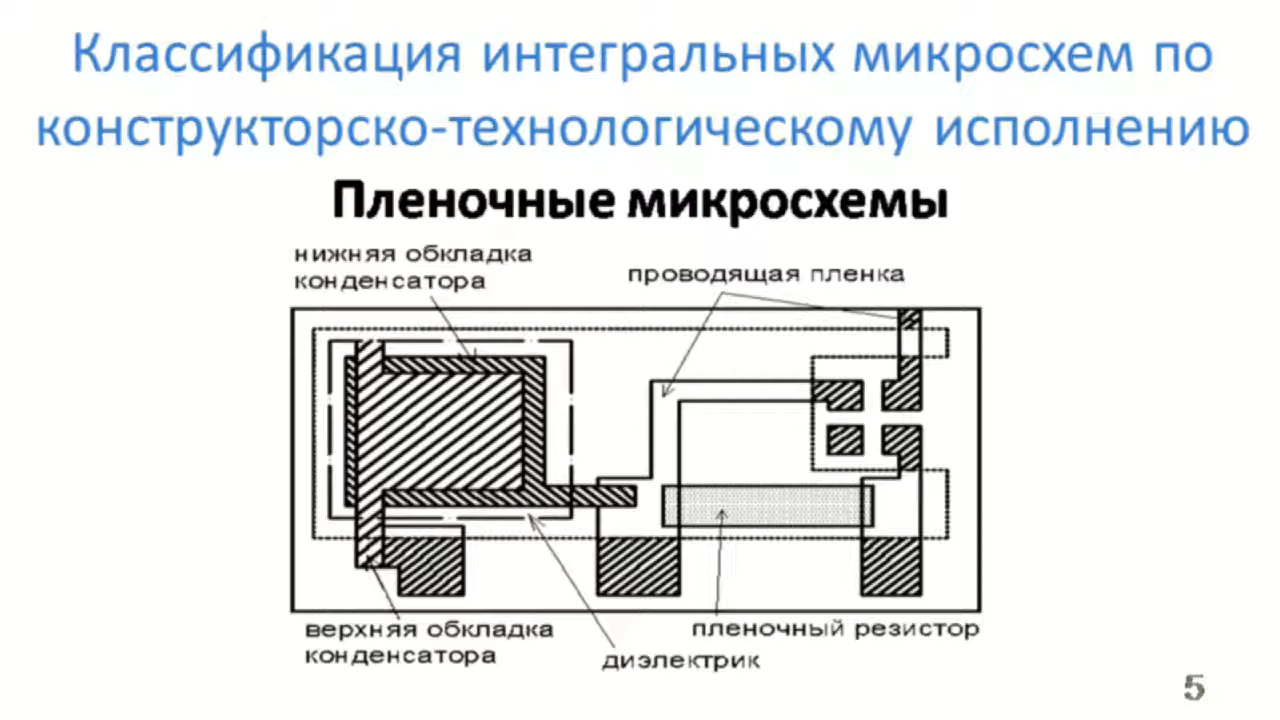 Классификация интегральных микросхем по
конструкторско-технологическому исполнению
Пленочные микросхемы
нижняя обкладка
конденсатора
проводящая пленка
верхняя обкладка
конденсатора
диэлектрик
пленочный резистор
5